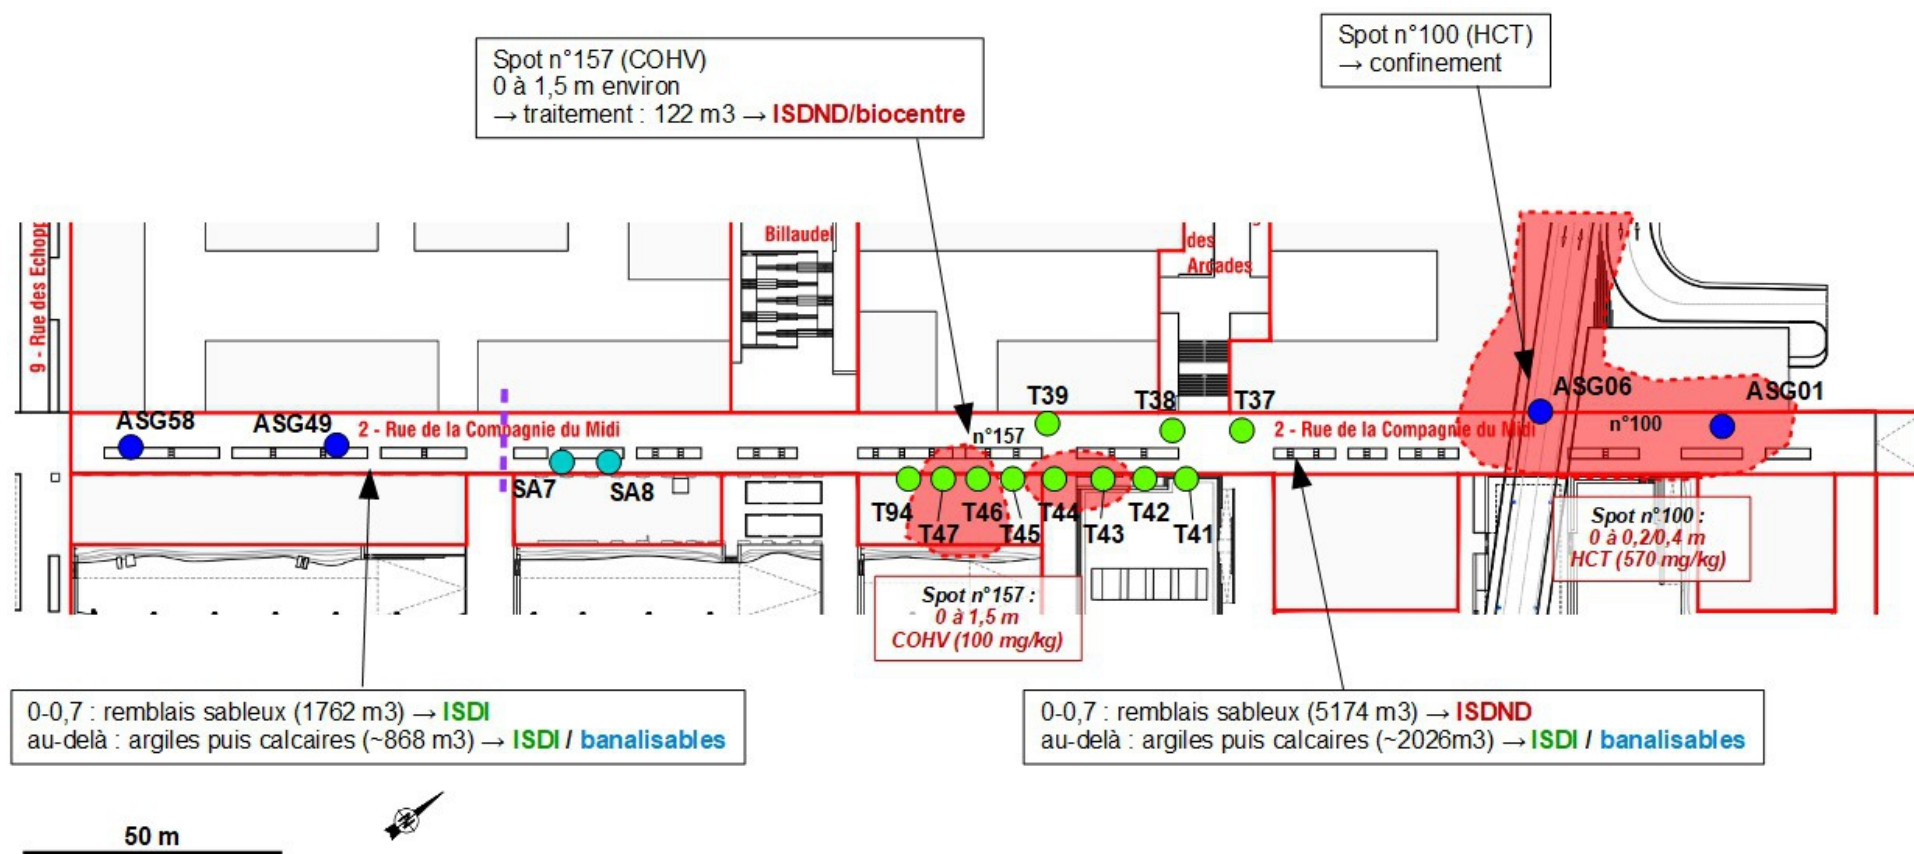 Spot n°157 (COHV)
0 à 1,5 m environ
→ traitement : 122 m3 → ISDND/biocentre
Spot n°100 (HCT)
→ confinement
9 - Rue des Echopp
Billaudel
des
Arcades
ASG58
ASG49
2 - Rue de la Compagnie du Midi
SA7
SA8
T39
T38
T37
n°157
2 - Rue de la Compagnie du Midi
ASG06
ASG01
n°100
T94
T47
T46
T45
T44
T43
T42
T41
Spot n°157 :
0 à 1,5 m
COHV (100 mg/kg)
Spot n°100 :
0 à 0,2/0,4 m
HCT (570 mg/kg)
0-0,7 : remblais sableux (1762 m3) → ISDI
au-delà : argiles puis calcaires (~868 m3) → ISDI / banalisables
0-0,7 : remblais sableux (5174 m3) → ISDND
au-delà : argiles puis calcaires (~2026m3) → ISDI / banalisables
N
50 m